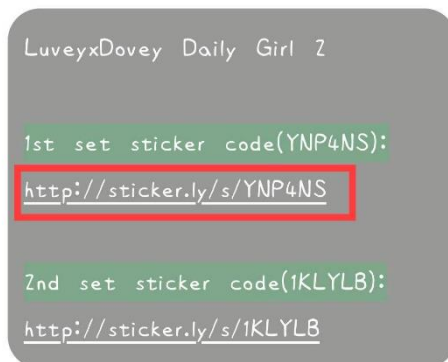 LuveyxDovey Daily Girl 2
1st set sticker code(YNP4NS):
http://sticker.ly/s/YNP4NS
2nd set sticker code(1KLYLB):
http://sticker.ly/s/1KLYLB